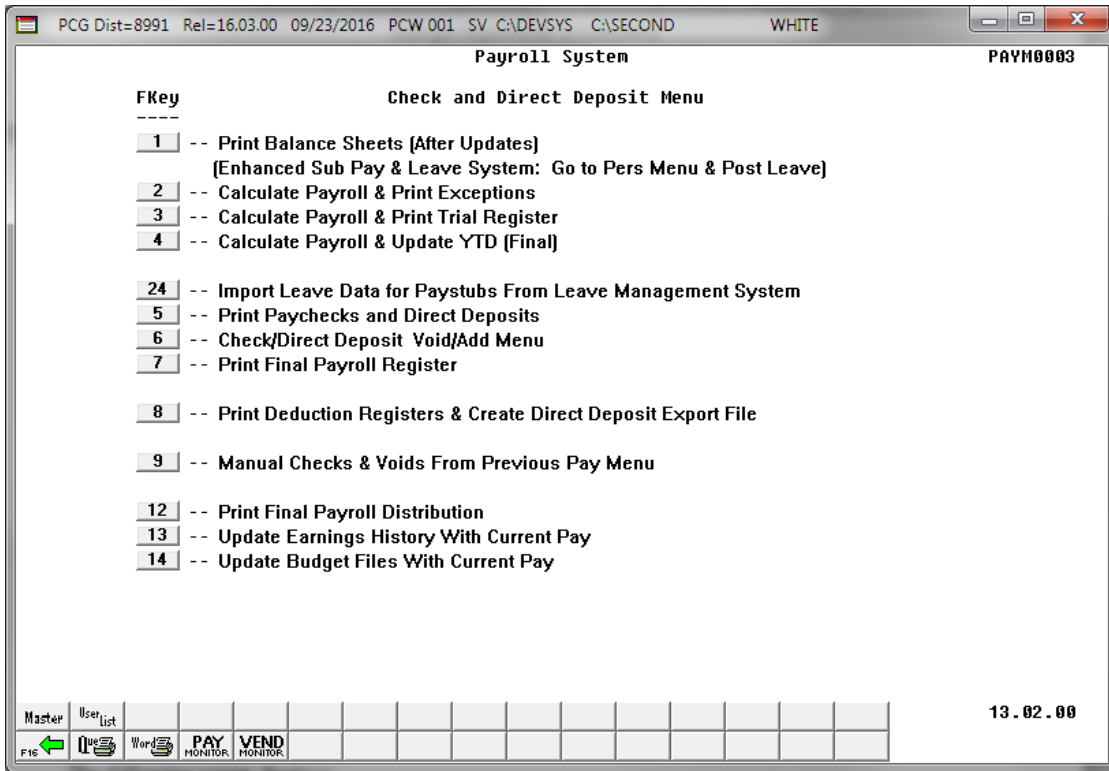 PCG Dist=8991 Rel=16.03.00 09/23/2016 PCW 001 SV C:\DEVSYS C:\SECOND WHITE
Payroll System PAYM0003
FKey Check and Direct Deposit Menu
----
1 -- Print Balance Sheets (After Updates)
(Enhanced Sub Pay & Leave System: Go to Pers Menu & Post Leave)
2 -- Calculate Payroll & Print Exceptions
3 -- Calculate Payroll & Print Trial Register
4 -- Calculate Payroll & Update YTD (Final)
24 -- Import Leave Data for Paystubs From Leave Management System
5 -- Print Paychecks and Direct Deposits
6 -- Check/Direct Deposit Void/Add Menu
7 -- Print Final Payroll Register
8 -- Print Deduction Registers & Create Direct Deposit Export File
9 -- Manual Checks & Voids From Previous Pay Menu
12 -- Print Final Payroll Distribution
13 -- Update Earnings History With Current Pay
14 -- Update Budget Files With Current Pay
Master User List 13.02.00
F16 Que Word PAY MONITOR VEND MONITOR